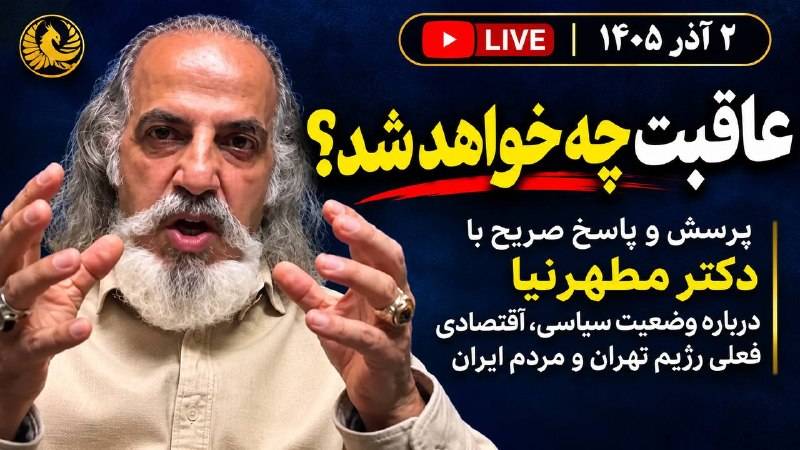 LIVE | ۲ آذر ۱۴۰۵
عاقبت چه خواهد شد؟
پرسش و پاسخ صریح با
دکتر مطهرنیا
درباره وضعیت سیاسی، آقتصادی
فعلی رژیم تهران و مردم ایران